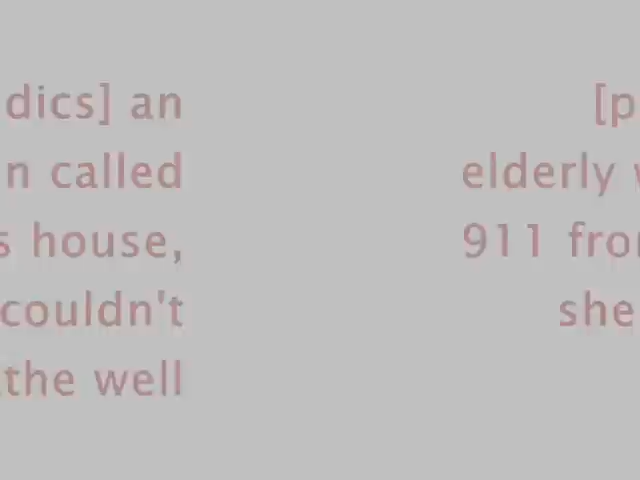 dics] an
n called
s house,
couldn't
the well
[p
elderly
911 fro
she